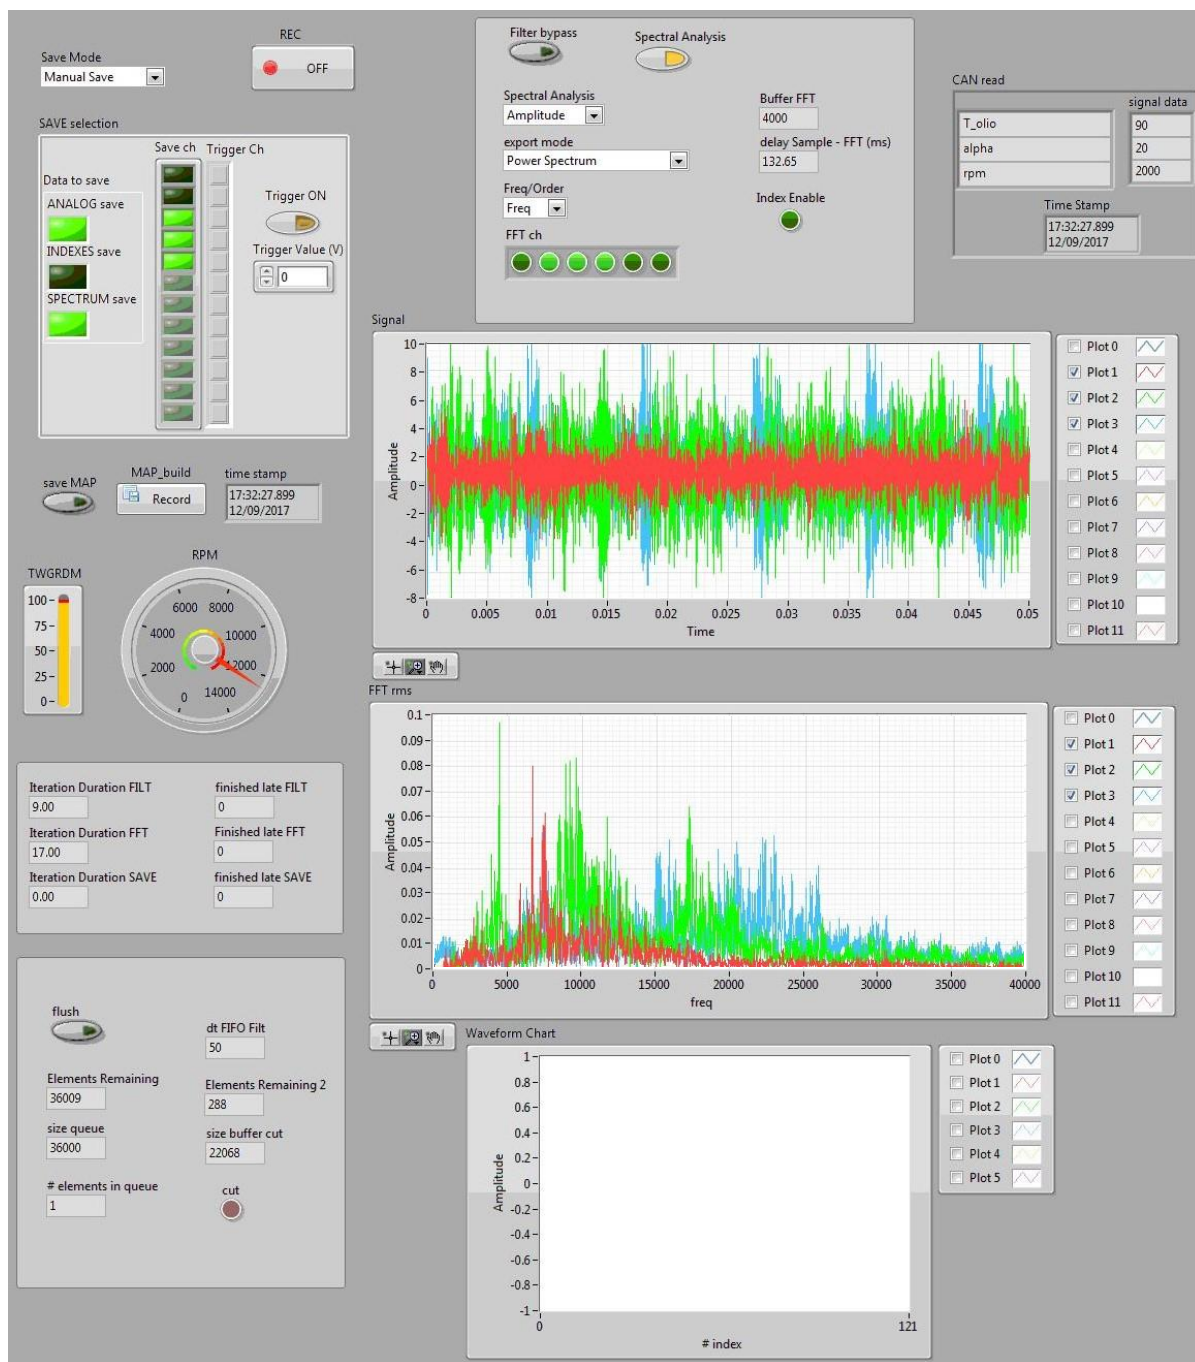 REC
OFF
Save Mode
Manual Save
SAVE selection
Save ch
Trigger Ch
Data to save
ANALOG save
INDEXES save
SPECTRUM save
Trigger ON
Trigger Value (V)
0
Filter bypass
Spectral Analysis
Spectral Analysis
Amplitude
export mode
Power Spectrum
Freq/Order
Freq
FFT ch
Buffer FFT
4000
delay Sample - FFT (ms)
132.65
Index Enable
CAN read
signal data
T_olio
90
alpha
20
rpm
2000
Time Stamp
17:32:27.899
12/09/2017
save MAP
MAP_build
Record
time stamp
17:32:27.899
12/09/2017
TWGRDM
100
75
50
25
0
RPM
0
2000
4000
6000
8000
10000
12000
14000
Signal
Amplitude
10
8
6
4
2
0
-2
-4
-6
-8
0
0.005
0.01
0.015
0.02
0.025
0.03
0.035
0.04
0.045
0.05
Time
Plot 0
Plot 1
Plot 2
Plot 3
Plot 4
Plot 5
Plot 6
Plot 7
Plot 8
Plot 9
Plot 10
Plot 11
FFT rms
Amplitude
0.1
0.09
0.08
0.07
0.06
0.05
0.04
0.03
0.02
0.01
0
0
5000
10000
15000
20000
25000
30000
35000
40000
freq
Plot 0
Plot 1
Plot 2
Plot 3
Plot 4
Plot 5
Plot 6
Plot 7
Plot 8
Plot 9
Plot 10
Plot 11
Iteration Duration FILT
9.00
finished late FILT
0
Iteration Duration FFT
17.00
Finished late FFT
0
Iteration Duration SAVE
0.00
finished late SAVE
0
flush
dt FIFO Filt
50
Elements Remaining
36009
Elements Remaining 2
288
size queue
36000
size buffer cut
22068
# elements in queue
1
cut
Waveform Chart
Amplitude
1
0.8
0.6
0.4
0.2
0
-0.2
-0.4
-0.6
-0.8
-1
0
121
# index
Plot 0
Plot 1
Plot 2
Plot 3
Plot 4
Plot 5